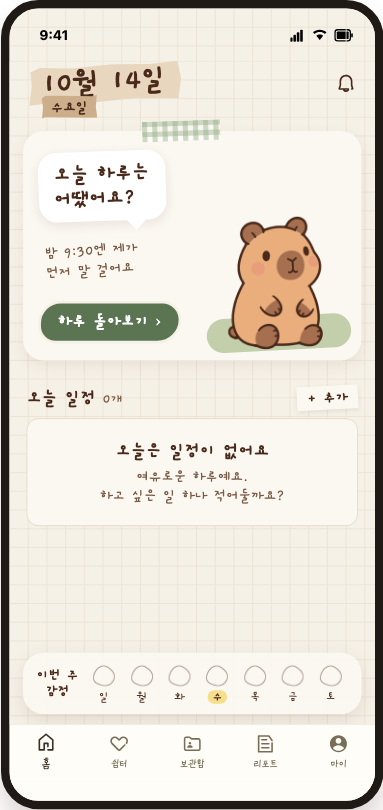 9:41
10월 14일
수요일
오늘 하루는
어땠어요?
밤 9:30엔 제가
먼저 말 걸어요
하루 돌아보기 ›
오늘 일정 0개
+ 추가
오늘은 일정이 없어요
여유로운 하루예요.
하고 싶은 일 하나 적어둘까요?
이번 주
감정
일 월 화 수 목 금 토
홈 쉼터 보관함 리포트 마이